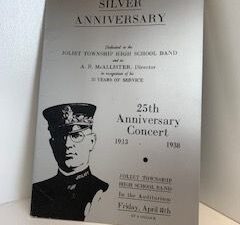 SILVER
ANNIVERSARY
Dedicated to the
JOLIET TOWNSHIP HIGH SCHOOL BAND
and to
A. R. McALLISTER, Director
in recognition of his
25 YEARS OF SERVICE
25th
Anniversary
Concert
1913 1938
JOLIET TOWNSHIP
HIGH SCHOOL BAND
In the Auditorium
Friday, April 8th